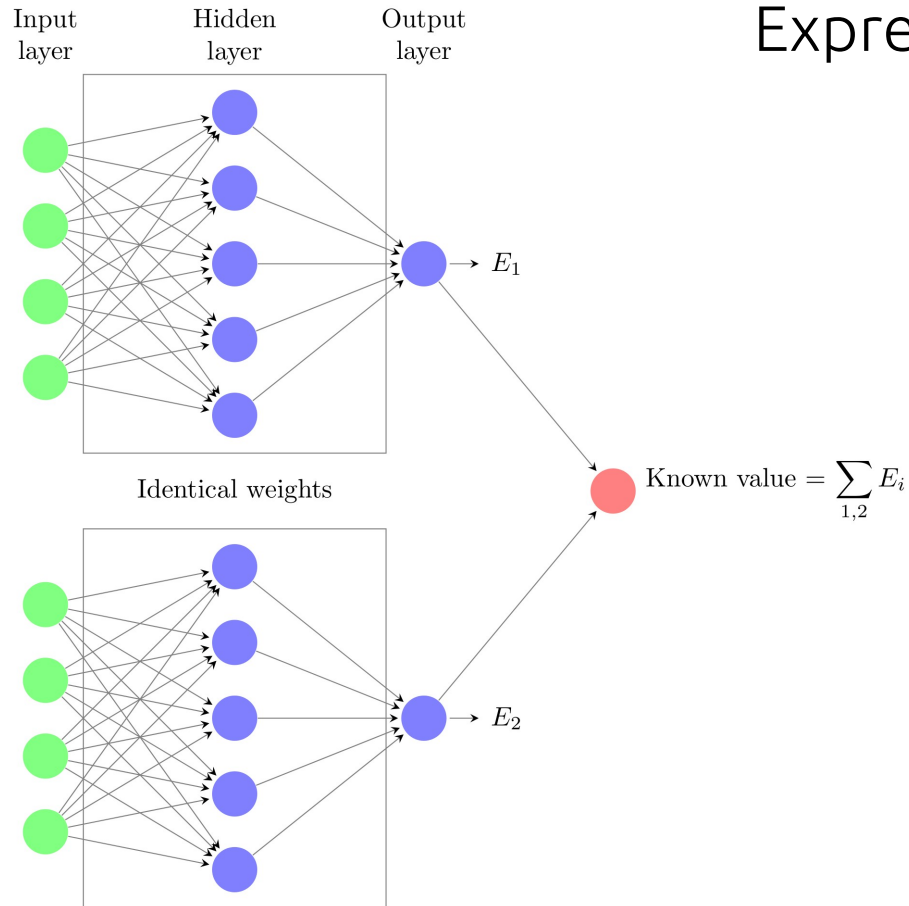 Input
layer
Hidden
layer
Output
layer
Expre
E₁
Known value = ∑ Eᵢ
1,2
Identical weights
E₂